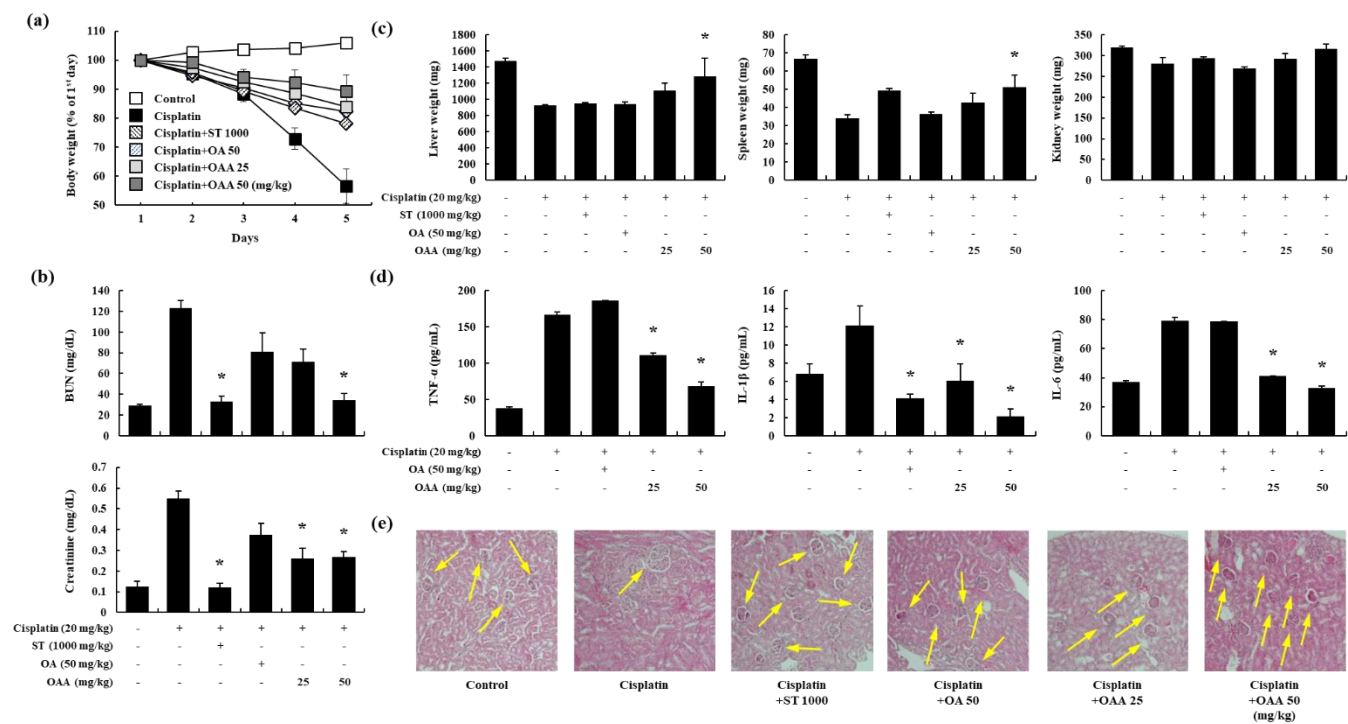 (a)
Body weight (% of 1st day)
110
100
90
80
70
60
50
Control
Cisplatin
Cisplatin+ST 1000
Cisplatin+OA 50
Cisplatin+OAA 25
Cisplatin+OAA 50 (mg/kg)
1 2 3 4 5
Days
(c)
Liver weight (mg)
1800
1600
1400
1200
1000
800
600
400
200
0
*
Spleen weight (mg)
80
70
60
50
40
30
20
10
0
*
Kidney weight (mg)
400
350
300
250
200
150
100
50
0
Cisplatin (20 mg/kg) - + + + + + - + + + + + - + + + + +
ST (1000 mg/kg) - - + - - - - - + - - - - - + - - -
OA (50 mg/kg) - - - + - - - - - + - - - - - + - -
OAA (mg/kg) - - - - 25 50 - - - - 25 50 - - - - 25 50
(b)
BUN (mg/dL)
140
120
100
80
60
40
20
0
* *
Creatinine (mg/dL)
0.7
0.6
0.5
0.4
0.3
0.2
0.1
0
* * *
Cisplatin (20 mg/kg) - + + + + +
ST (1000 mg/kg) - - + - - -
OA (50 mg/kg) - - - + - -
OAA (mg/kg) - - - - 25 50
(d)
TNF-α (pg/mL)
200
150
100
50
0
* *
IL-1β (pg/mL)
16
14
12
10
8
6
4
2
0
* * *
IL-6 (pg/mL)
100
80
60
40
20
0
* *
Cisplatin (20 mg/kg) - + + + + - + + + + - + + + +
OA (50 mg/kg) - - + - - - - + - - - - + - -
OAA (mg/kg) - - - 25 50 - - - 25 50 - - - 25 50
(e)
Control
Cisplatin
Cisplatin
+ST 1000
Cisplatin
+OA 50
Cisplatin
+OAA 25
Cisplatin
+OAA 50
(mg/kg)